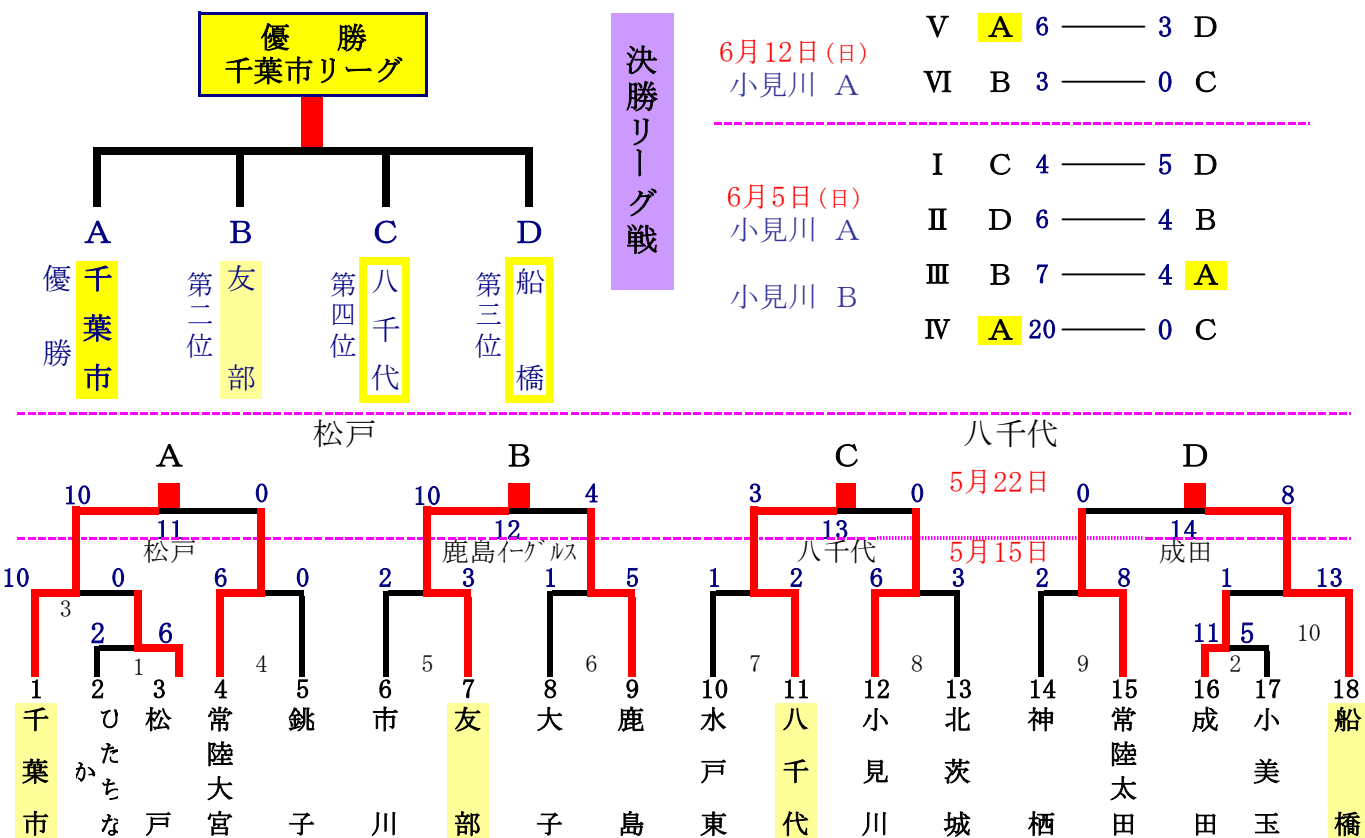 優　勝
千葉市リーグ
A B C D
優勝 千葉市
第二位 友部
第四位 八千代
第三位 船橋
決勝リーグ戦
6月12日(日)
小見川 A
Ⅴ A 6 3 D
Ⅵ B 3 0 C
6月5日(日)
小見川 A
小見川 B
Ⅰ C 4 5 D
Ⅱ D 6 4 B
Ⅲ B 7 4 A
Ⅳ A 20 0 C
松戸 八千代
A B C D
5月22日
10 0 10 4 3 0 0 8
11 12 13 14
松戸 鹿島イーグルス 八千代 成田
5月15日
10 0 6 0 2 3 1 5 1 2 6 3 2 8 1 13
3
2 6 11 5 10
1 4 5 6 7 8 9 2
1 2 3 4 5 6 7 8 9 10 11 12 13 14 15 16 17 18
千葉市
ひたちなか
松戸
常陸大宮
銚子
市川
友部
大子
鹿島
水戸東
八千代
小見川
北茨城
神栖
常陸太田
成田
小美玉
船橋